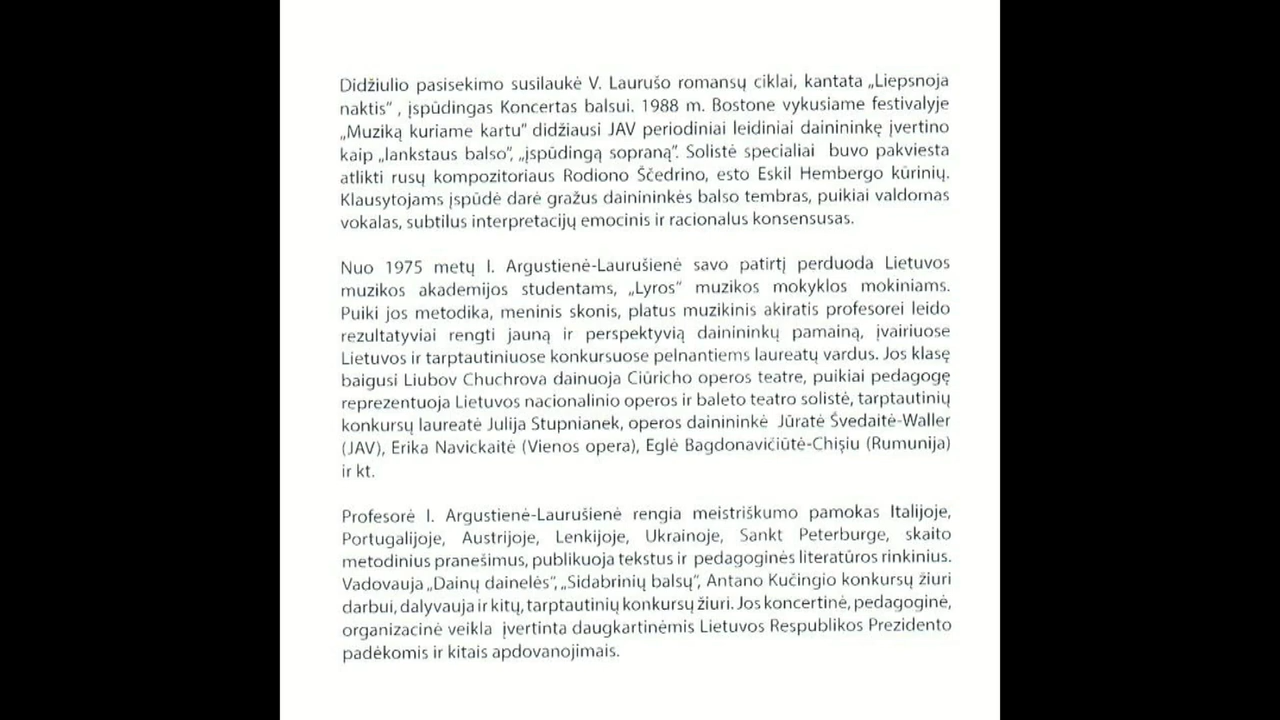 Didžiulio pasisekimo susilaukė V. Laurušo romansų ciklai, kantata „Liepsnoja
naktis“ , įspūdingas Koncertas balsui. 1988 m. Bostone vykusiame festivalyje
„Muziką kuriame kartu“ didžiausi JAV periodiniai leidiniai dainininkę įvertino
kaip „lankstaus balso“, „įspūdingą sopraną“. Solistė specialiai buvo pakviesta
atlikti rusų kompozitoriaus Rodiono Ščedrino, esto Eskil Hembergo kūrinių.
Klausytojams įspūdė darė gražus dainininkės balso tembras, puikiai valdomas
vokalas, subtilus interpretacijų emocinis ir racionalus konsensusas.
Nuo 1975 metų I. Argustienė-Laurušienė savo patirtį perduoda Lietuvos
muzikos akademijos studentams, „Lyros“ muzikos mokyklos mokiniams.
Puiki jos metodika, meninis skonis, platus muzikinis akiratis profesorei leido
rezultatyviai rengti jauną ir perspektyvią dainininkų pamainą, įvairiuose
Lietuvos ir tarptautiniuose konkursuose pelnantiems laureatų vardus. Jos klasę
baigusi Liubov Chuchrova dainuoja Ciūricho operos teatre, puikiai pedagogę
reprezentuoja Lietuvos nacionalinio operos ir baleto teatro solistė, tarptautinių
konkursų laureatė Julija Stupnianek, operos dainininkė Jūratė Švedaitė-Waller
(JAV), Erika Navickaitė (Vienos opera), Eglė Bagdonavičiūtė-Chişiu (Rumunija)
ir kt.
Profesorė I. Argustienė-Laurušienė rengia meistriškumo pamokas Italijoje,
Portugalijoje, Austrijoje, Lenkijoje, Ukrainoje, Sankt Peterburge, skaito
metodinius pranešimus, publikuoja tekstus ir pedagoginės literatūros rinkinius.
Vadovauja „Dainų dainelės“, „Sidabrinių balsų“, Antano Kučingio konkursų žiuri
darbui, dalyvauja ir kitų, tarptautinių konkursų žiuri. Jos koncertinė, pedagoginė,
organizacinė veikla įvertinta daugkartinėmis Lietuvos Respublikos Prezidento
padėkomis ir kitais apdovanojimais.